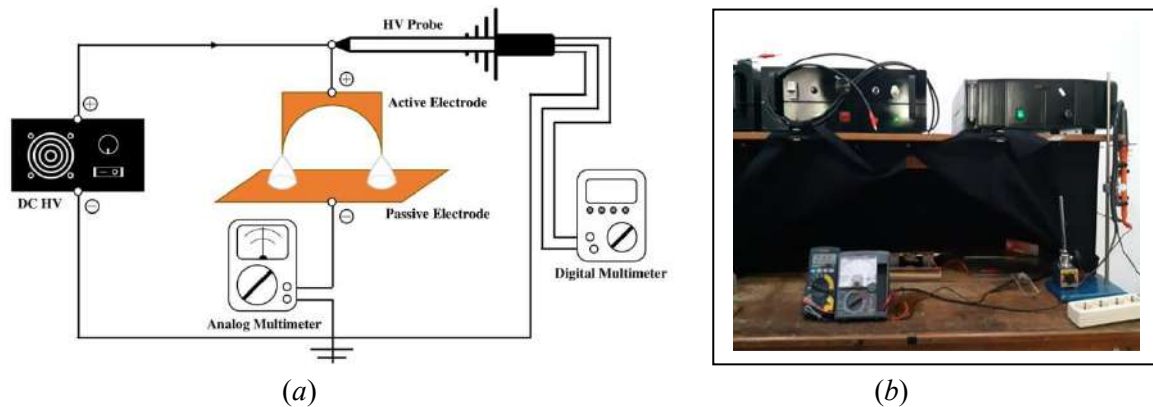 HV Probe
Active Electrode
DC HV
Passive Electrode
Digital Multimeter
Analog Multimeter
(a)
(b)